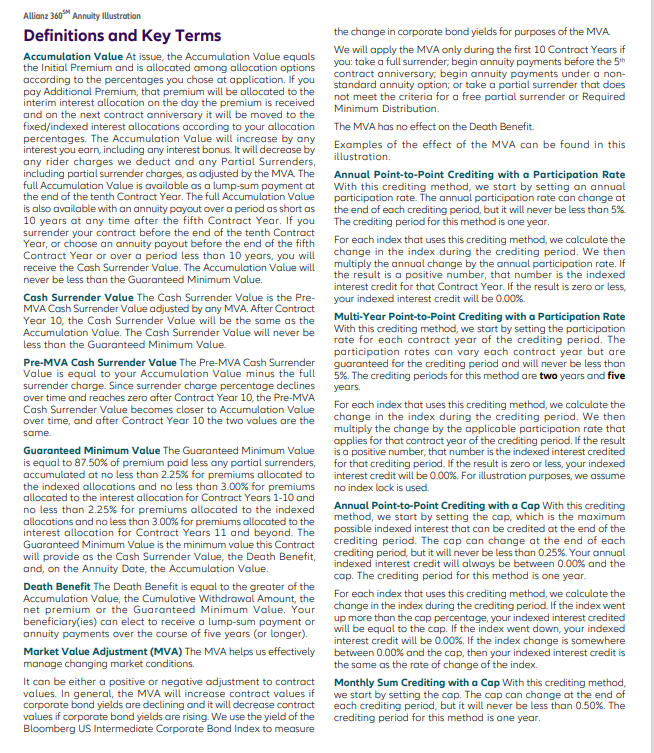 Allianz 360SM Annuity Illustration
Definitions and Key Terms
Accumulation Value At issue, the Accumulation Value equals
the Initial Premium and is allocated among allocation options
according to the percentages you chose at application. If you
pay Additional Premium, that premium will be allocated to the
interim interest allocation on the day the premium is received
and on the next contract anniversary it will be moved to the
fixed/indexed interest allocations according to your allocation
percentages. The Accumulation Value will increase by any
interest you earn, including any interest bonus. It will decrease by
any rider charges we deduct and any Partial Surrenders,
including partial surrender charges, as adjusted by the MVA. The
full Accumulation Value is available as a lump-sum payment at
the end of the tenth Contract Year. The full Accumulation Value
is also available with an annuity payout over a period as short as
10 years at any time after the fifth Contract Year. If you
surrender your contract before the end of the tenth Contract
Year, or choose an annuity payout before the end of the fifth
Contract Year or over a period less than 10 years, you will
receive the Cash Surrender Value. The Accumulation Value will
never be less than the Guaranteed Minimum Value.
Cash Surrender Value The Cash Surrender Value is the Pre-
MVA Cash Surrender Value adjusted by any MVA. After Contract
Year 10, the Cash Surrender Value will be the same as the
Accumulation Value. The Cash Surrender Value will never be
less than the Guaranteed Minimum Value.
Pre-MVA Cash Surrender Value The Pre-MVA Cash Surrender
Value is equal to your Accumulation Value minus the full
surrender charge. Since surrender charge percentage declines
over time and reaches zero after Contract Year 10, the Pre-MVA
Cash Surrender Value becomes closer to Accumulation Value
over time, and after Contract Year 10 the two values are the
same.
Guaranteed Minimum Value The Guaranteed Minimum Value
is equal to 87.50% of premium paid less any partial surrenders,
accumulated at no less than 2.25% for premiums allocated to
the indexed allocations and no less than 3.00% for premiums
allocated to the interest allocation for Contract Years 1-10 and
no less than 2.25% for premiums allocated to the indexed
allocations and no less than 3.00% for premiums allocated to the
interest allocation for Contract Years 11 and beyond. The
Guaranteed Minimum Value is the minimum value this Contract
will provide as the Cash Surrender Value, the Death Benefit,
and, on the Annuity Date, the Accumulation Value.
Death Benefit The Death Benefit is equal to the greater of the
Accumulation Value, the Cumulative Withdrawal Amount, the
net premium or the Guaranteed Minimum Value. Your
beneficiary(ies) can elect to receive a lump-sum payment or
annuity payments over the course of five years (or longer).
Market Value Adjustment (MVA) The MVA helps us effectively
manage changing market conditions.
It can be either a positive or negative adjustment to contract
values. In general, the MVA will increase contract values if
corporate bond yields are declining and it will decrease contract
values if corporate bond yields are rising. We use the yield of the
Bloomberg US Intermediate Corporate Bond Index to measure
the change in corporate bond yields for purposes of the MVA.
We will apply the MVA only during the first 10 Contract Years if
you: take a full surrender; begin annuity payments before the 5th
contract anniversary; begin annuity payments under a non-
standard annuity option; or take a partial surrender that does
not meet the criteria for a free partial surrender or Required
Minimum Distribution.
The MVA has no effect on the Death Benefit.
Examples of the effect of the MVA can be found in this
illustration.
Annual Point-to-Point Crediting with a Participation Rate
With this crediting method, we start by setting an annual
participation rate. The annual participation rate can change at
the end of each crediting period, but it will never be less than 5%.
The crediting period for this method is one year.
For each index that uses this crediting method, we calculate the
change in the index during the crediting period. We then
multiply the annual change by the annual participation rate. If
the result is a positive number, that number is the indexed
interest credit for that Contract Year. If the result is zero or less,
your indexed interest credit will be 0.00%.
Multi-Year Point-to-Point Crediting with a Participation Rate
With this crediting method, we start by setting the participation
rate for each contract year of the crediting period. The
participation rates can vary each contract year but are
guaranteed for the crediting period and will never be less than
5%. The crediting periods for this method are two years and five
years.
For each index that uses this crediting method, we calculate the
change in the index during the crediting period. We then
multiply the change by the applicable participation rate that
applies for that contract year of the crediting period. If the result
is a positive number, that number is the indexed interest credited
for that crediting period. If the result is zero or less, your indexed
interest credit will be 0.00%. For illustration purposes, we assume
no index lock is used.
Annual Point-to-Point Crediting with a Cap With this crediting
method, we start by setting the cap, which is the maximum
possible indexed interest that can be credited at the end of the
crediting period. The cap can change at the end of each
crediting period, but it will never be less than 0.25%. Your annual
indexed interest credit will always be between 0.00% and the
cap. The crediting period for this method is one year.
For each index that uses this crediting method, we calculate the
change in the index during the crediting period. If the index went
up more than the cap percentage, your indexed interest credited
will be equal to the cap. If the index went down, your indexed
interest credit will be 0.00%. If the index change is somewhere
between 0.00% and the cap, then your indexed interest credit is
the same as the rate of change of the index.
Monthly Sum Crediting with a Cap With this crediting method,
we start by setting the cap. The cap can change at the end of
each crediting period, but it will never be less than 0.50%. The
crediting period for this method is one year.